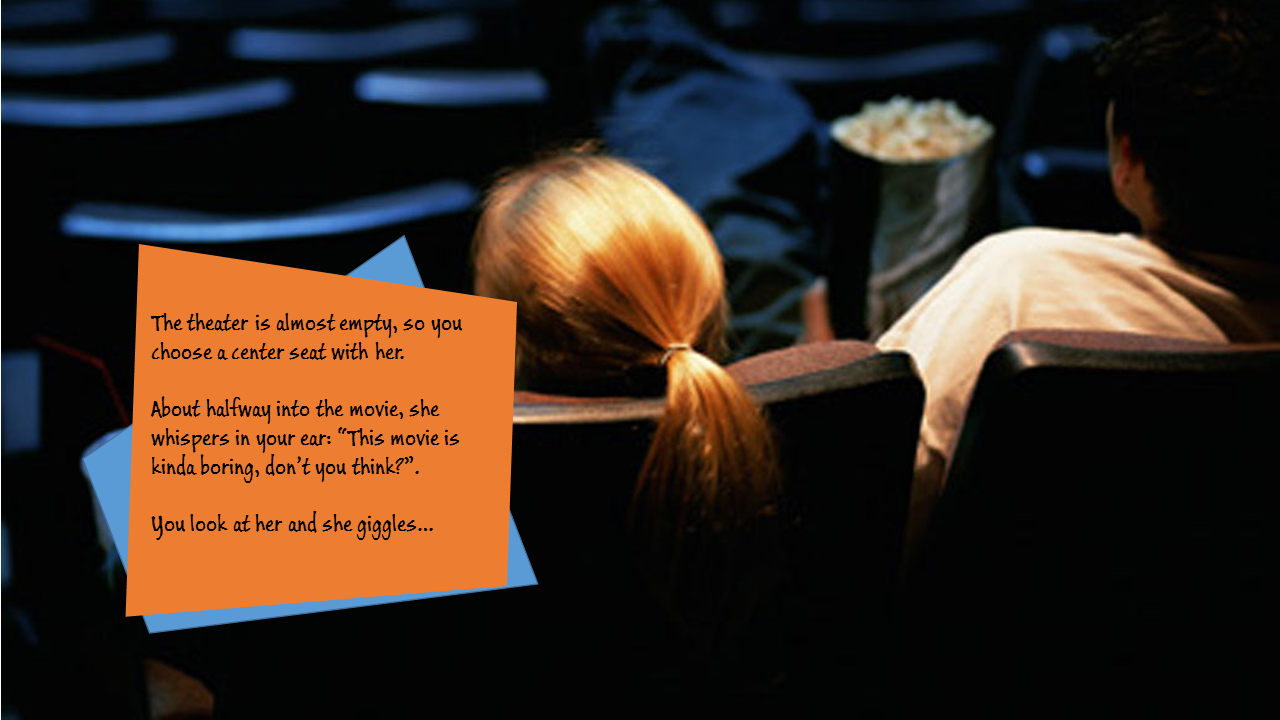 The theater is almost empty, so you
choose a center seat with her.
About halfway into the movie, she
whispers in your ear: “This movie is
kinda boring, don’t you think?”.
You look at her and she giggles…